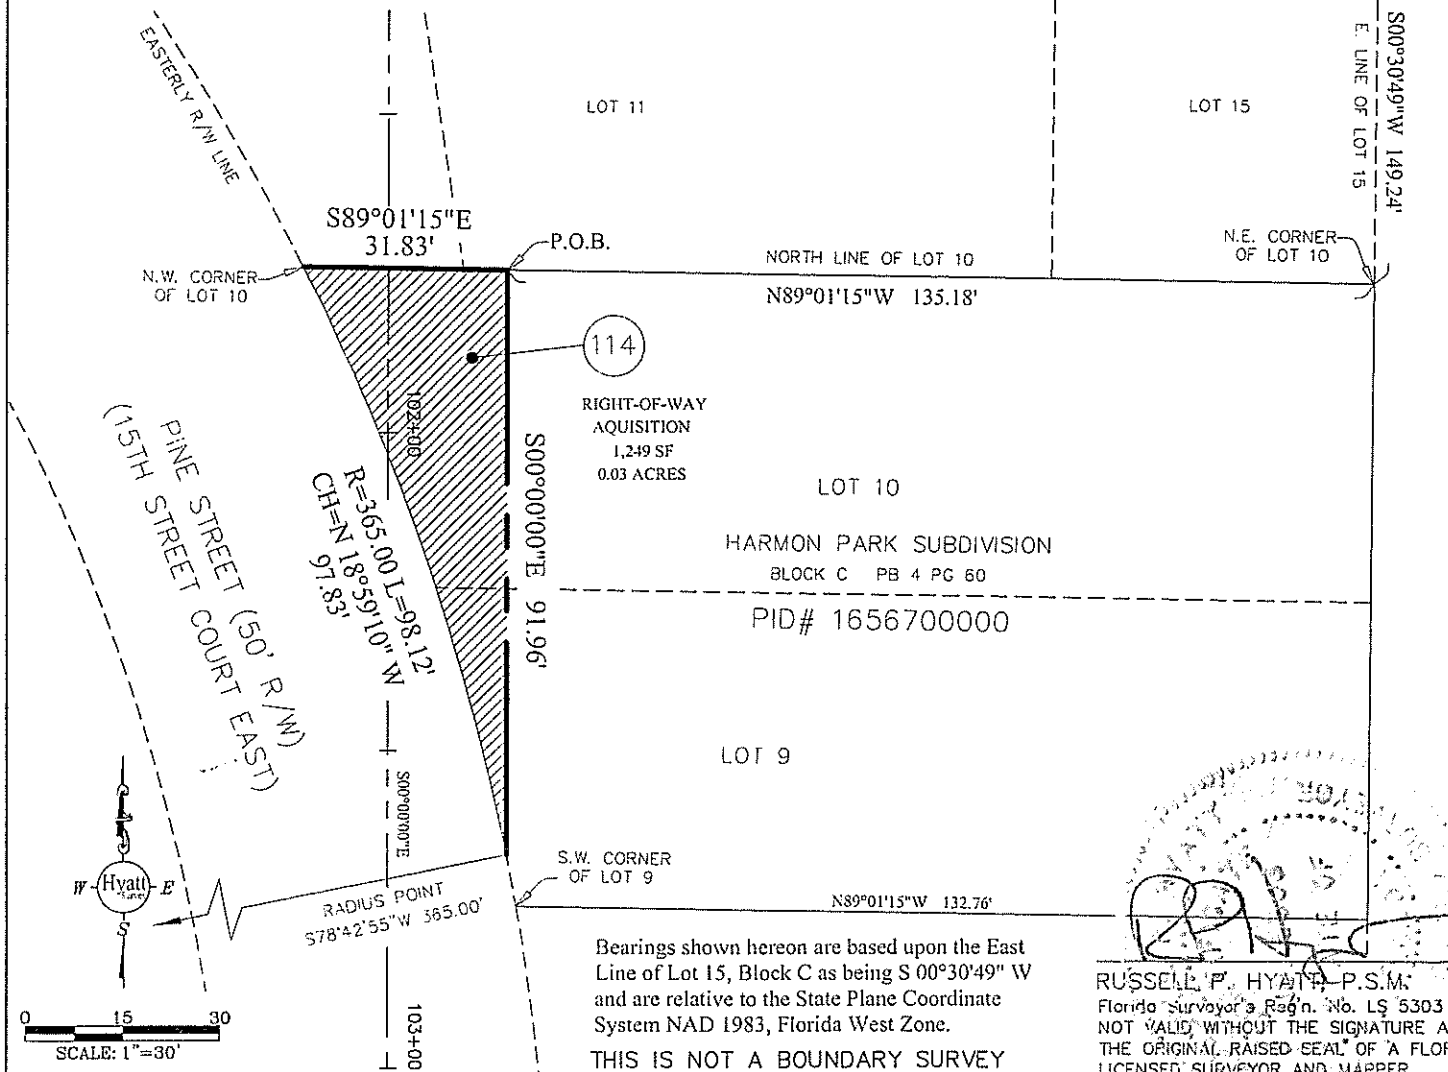 EASTERLY R/W LINE
LOT 11
LOT 15
S00°30'49"W 149.24'
E. LINE OF LOT 15
S89°01'15"E
31.83'
P.O.B.
N.W. CORNER
OF LOT 10
NORTH LINE OF LOT 10
N89°01'15"W 135.18'
N.E. CORNER
OF LOT 10
114
RIGHT-OF-WAY
AQUISITION
1,249 SF
0.03 ACRES
102+00
S00°00'00"E 91.96'
R=365.00 L=98.12'
CH=N 18°59'10" W
97.83'
PINE STREET (50' R/W)
(15TH STREET COURT EAST)
LOT 10
HARMON PARK SUBDIVISION
BLOCK C PB 4 PG 60
PID# 1656700000
LOT 9
S00°00'00"E
S.W. CORNER
OF LOT 9
RADIUS POINT
S78°42'55"W 365.00'
N89°01'15"W 132.76'
W Hyatt E
Survey
S
0 15 30
SCALE: 1"=30'
103+00
Bearings shown hereon are based upon the East
Line of Lot 15, Block C as being S 00°30'49" W
and are relative to the State Plane Coordinate
System NAD 1983, Florida West Zone.
THIS IS NOT A BOUNDARY SURVEY
RUSSELL P. HYATT, P.S.M.
Florida Surveyor's Reg'n. No. LS 5303
NOT VALID WITHOUT THE SIGNATURE A
THE ORIGINAL RAISED SEAL OF A FLOR
LICENSED SURVEYOR AND MAPPER